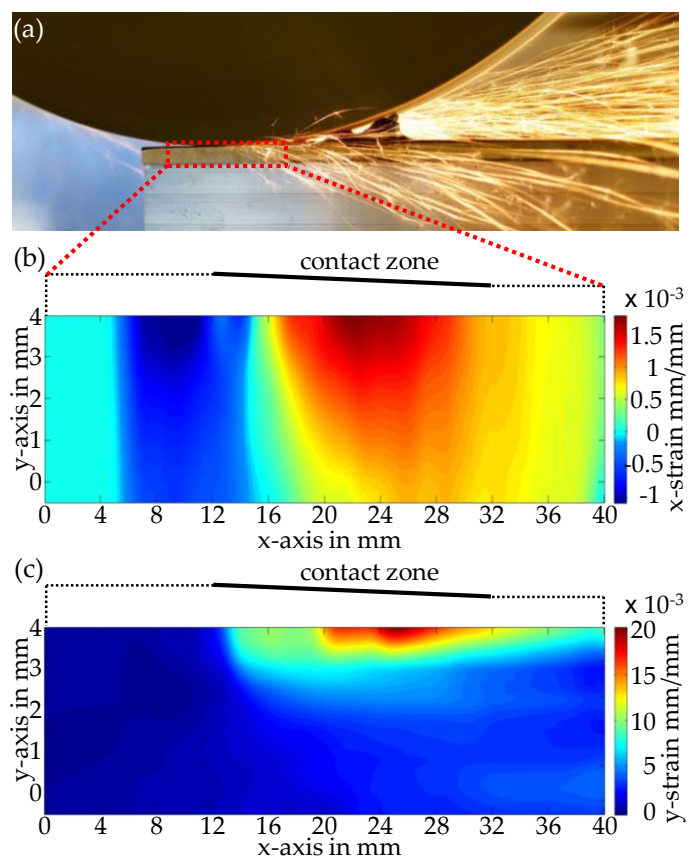 (a)
(b)
contact zone
x 10-3
4
3
2
1
0
y-axis in mm
0 4 8 12 16 20 24 28 32 36 40
x-axis in mm
1.5
1
0.5
0
-0.5
-1
x-strain mm/mm
(c)
contact zone
x 10-3
4
3
2
1
0
y-axis in mm
0 4 8 12 16 20 24 28 32 36 40
x-axis in mm
20
15
10
5
0
y-strain mm/mm